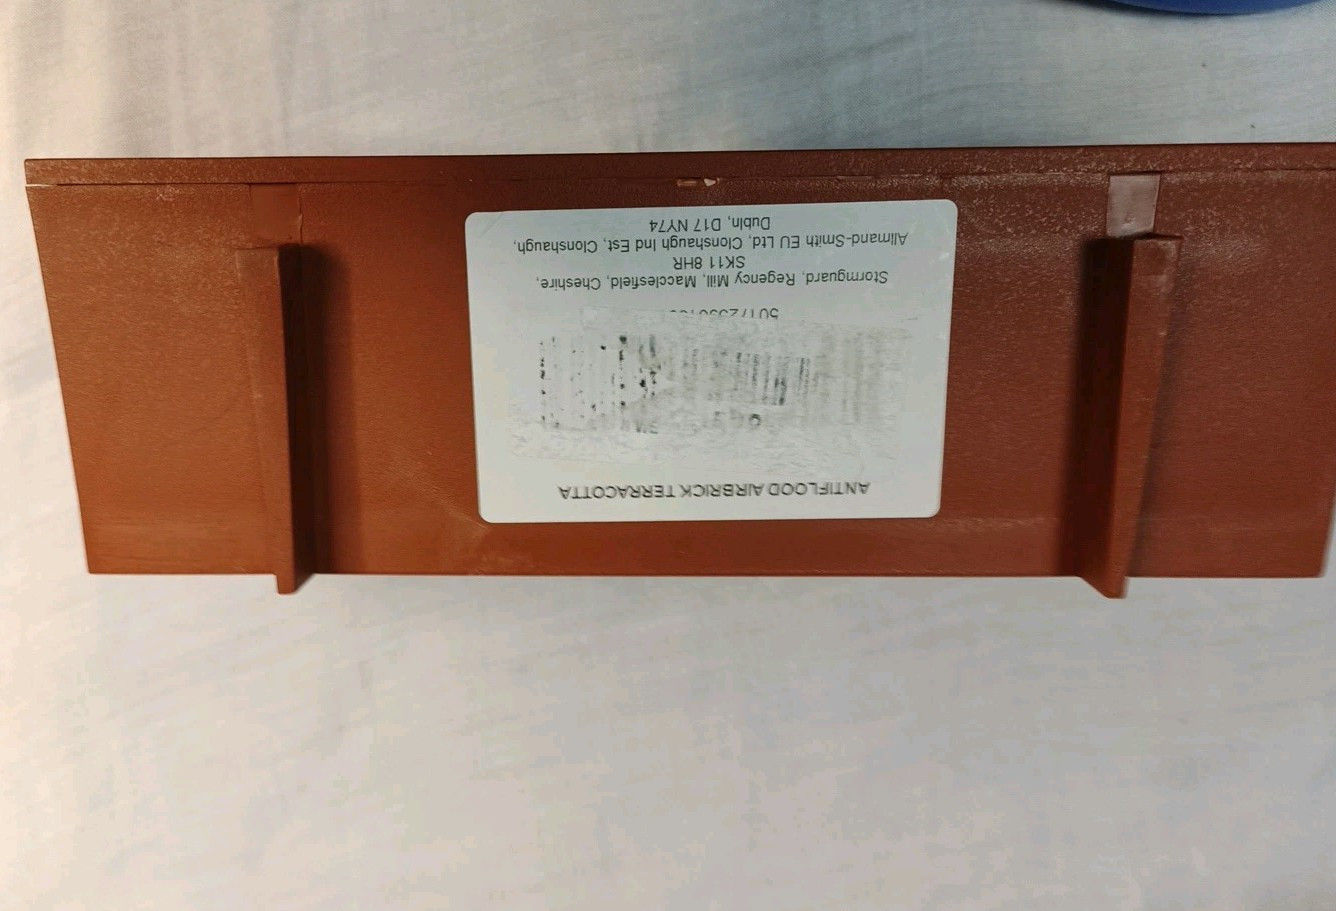 ANTIFLOOD AIRBRICK TERRACOTTA
Stormguard, Regency Mill, Macclesfield, Cheshire,
SK11 8HR
Allmand-Smith EU Ltd, Clonshaugh Ind Est, Clonshaugh,
Dubln, D17 NY74